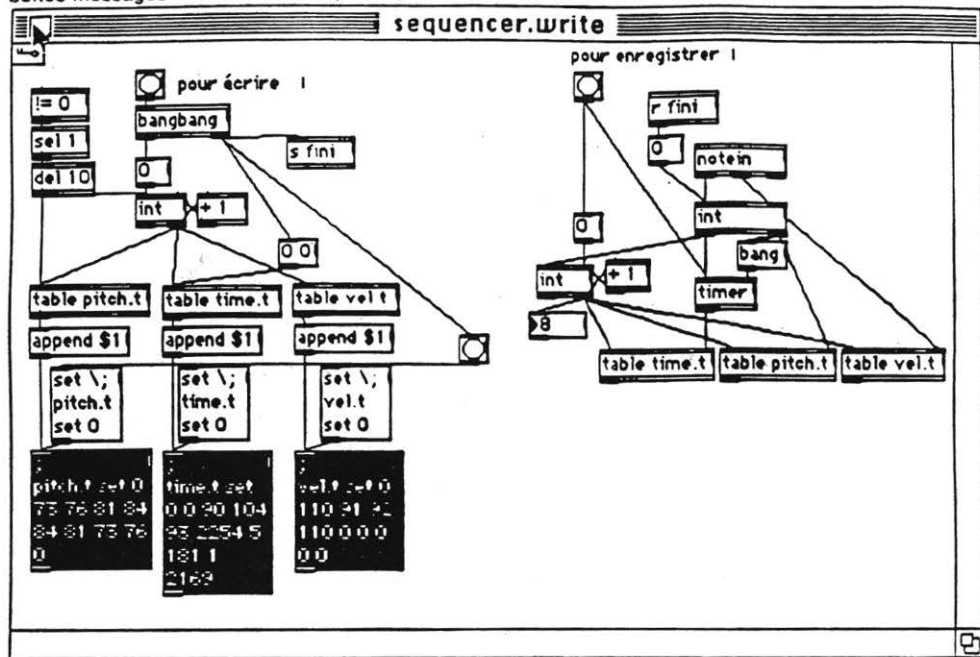 sequencer.write
pour écrire 1
!= 0
sel 1
del 10
bangbang
s fini
0
int
+ 1
0 0
table pitch.t
table time.t
table vel.t
append $1
append $1
append $1
set \;
pitch.t
set 0
set \;
time.t
set 0
set \;
vel.t
set 0
;
pitch.t set 0
73 76 81 84
84 81 73 76
0
;
time.t set
0 0 90 104
93 2254 5
181 1
2169
;
vel.t set 0
110 91 92
110 0 0 0
0 0
pour enregistrer 1
r fini
0
notein
0
int
bang
int
+ 1
timer
8
table time.t
table pitch.t
table vel.t